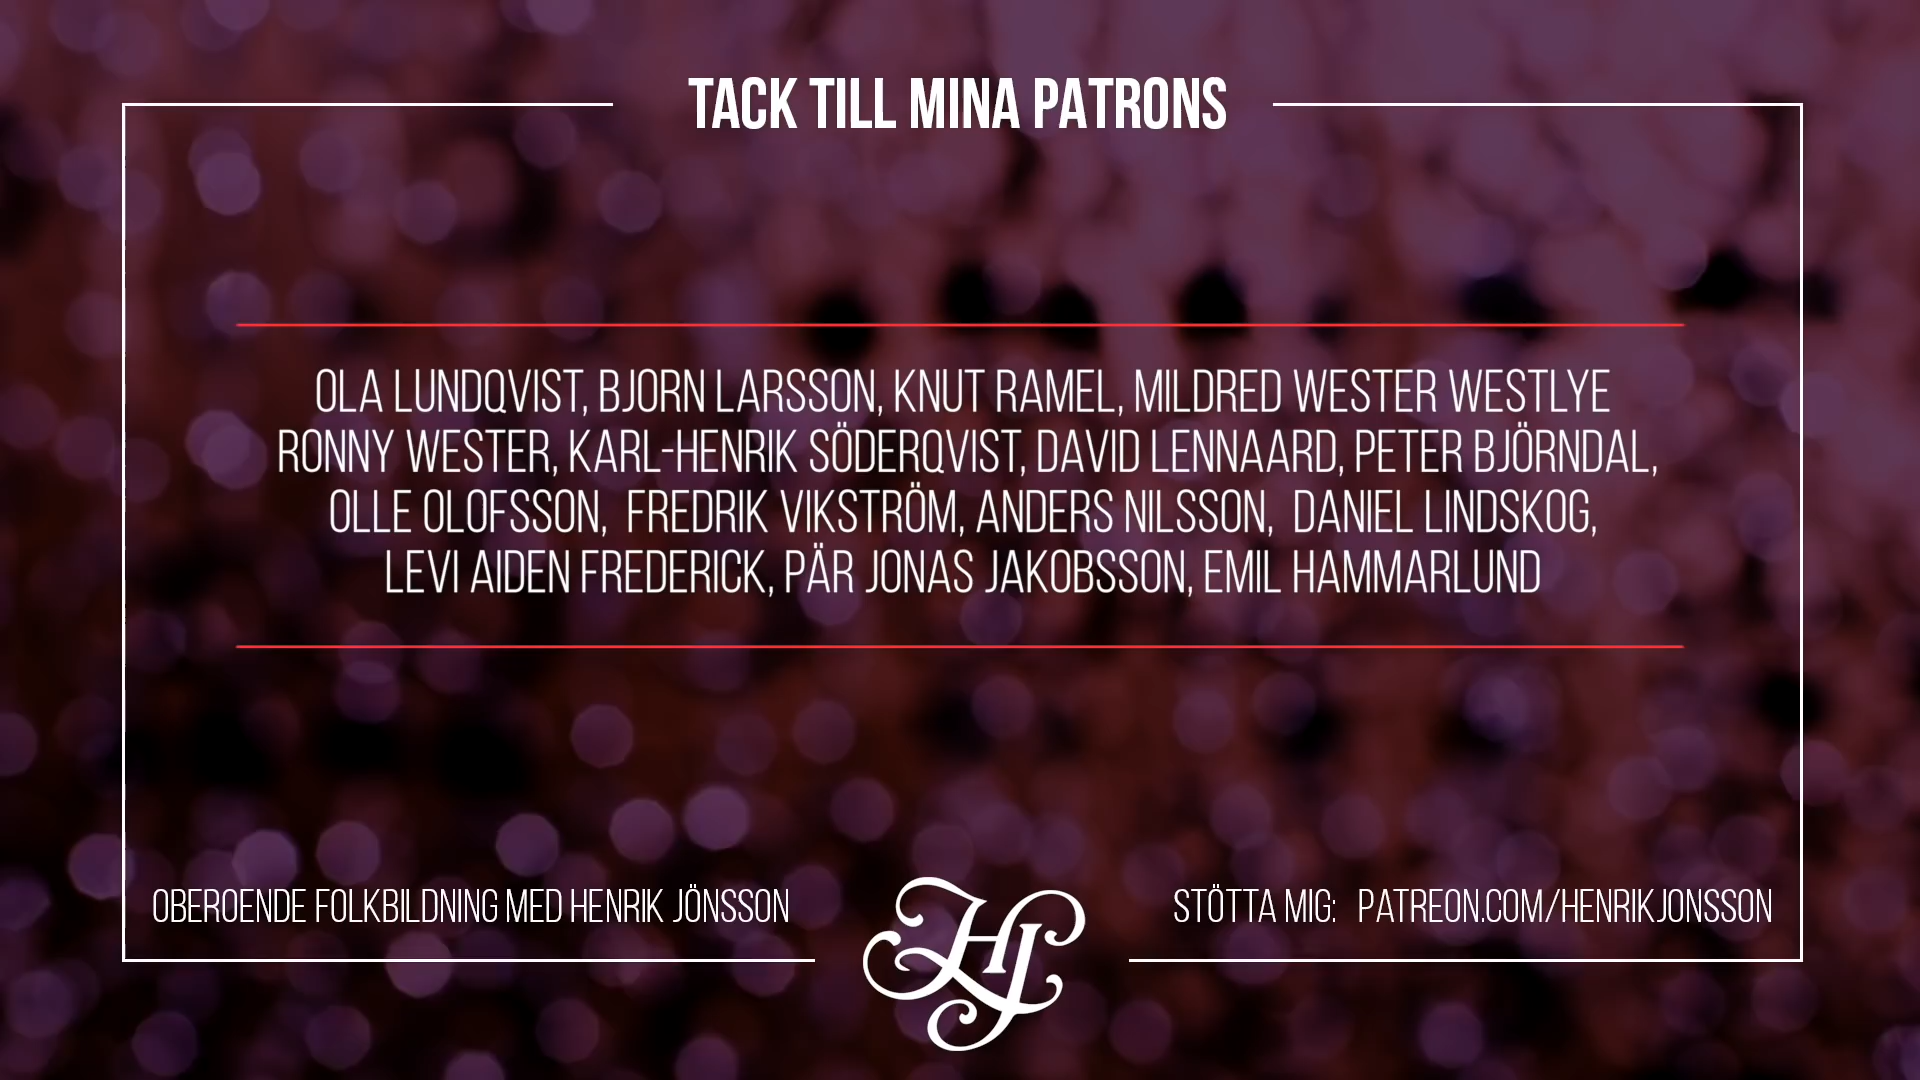 TACK TILL MINA PATRONS
OLA LUNDQVIST, BJORN LARSSON, KNUT RAMEL, MILDRED WESTER WESTLYE
RONNY WESTER, KARL-HENRIK SÖDERQVIST, DAVID LENNAARD, PETER BJÖRNDAL,
OLLE OLOFSSON, FREDRIK VIKSTRÖM, ANDERS NILSSON, DANIEL LINDSKOG,
LEVI AIDEN FREDERICK, PÄR JONAS JAKOBSSON, EMIL HAMMARLUND
OBEROENDE FOLKBILDNING MED HENRIK JÖNSSON
HJ
STÖTTA MIG: PATREON.COM/HENRIKJONSSON